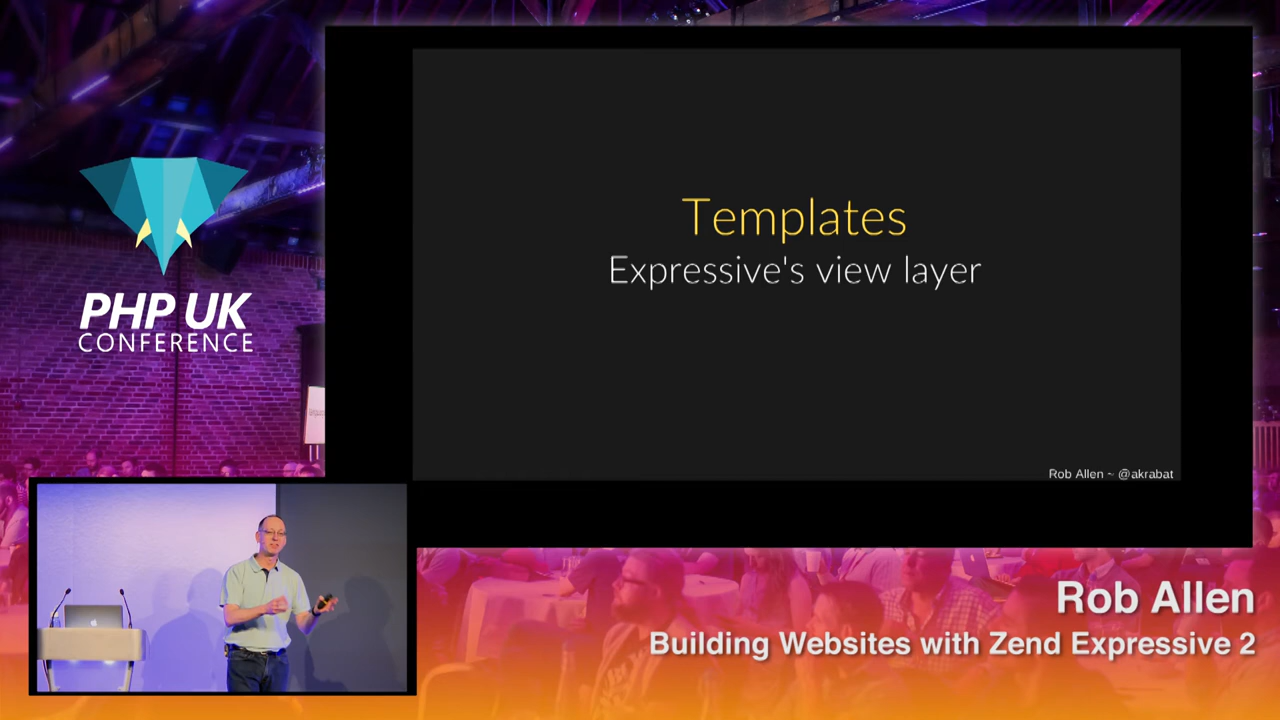 Templates
Expressive's view layer
Rob Allen ~ @akrabat
PHP UK
CONFERENCE
Rob Allen
Building Websites with Zend Expressive 2